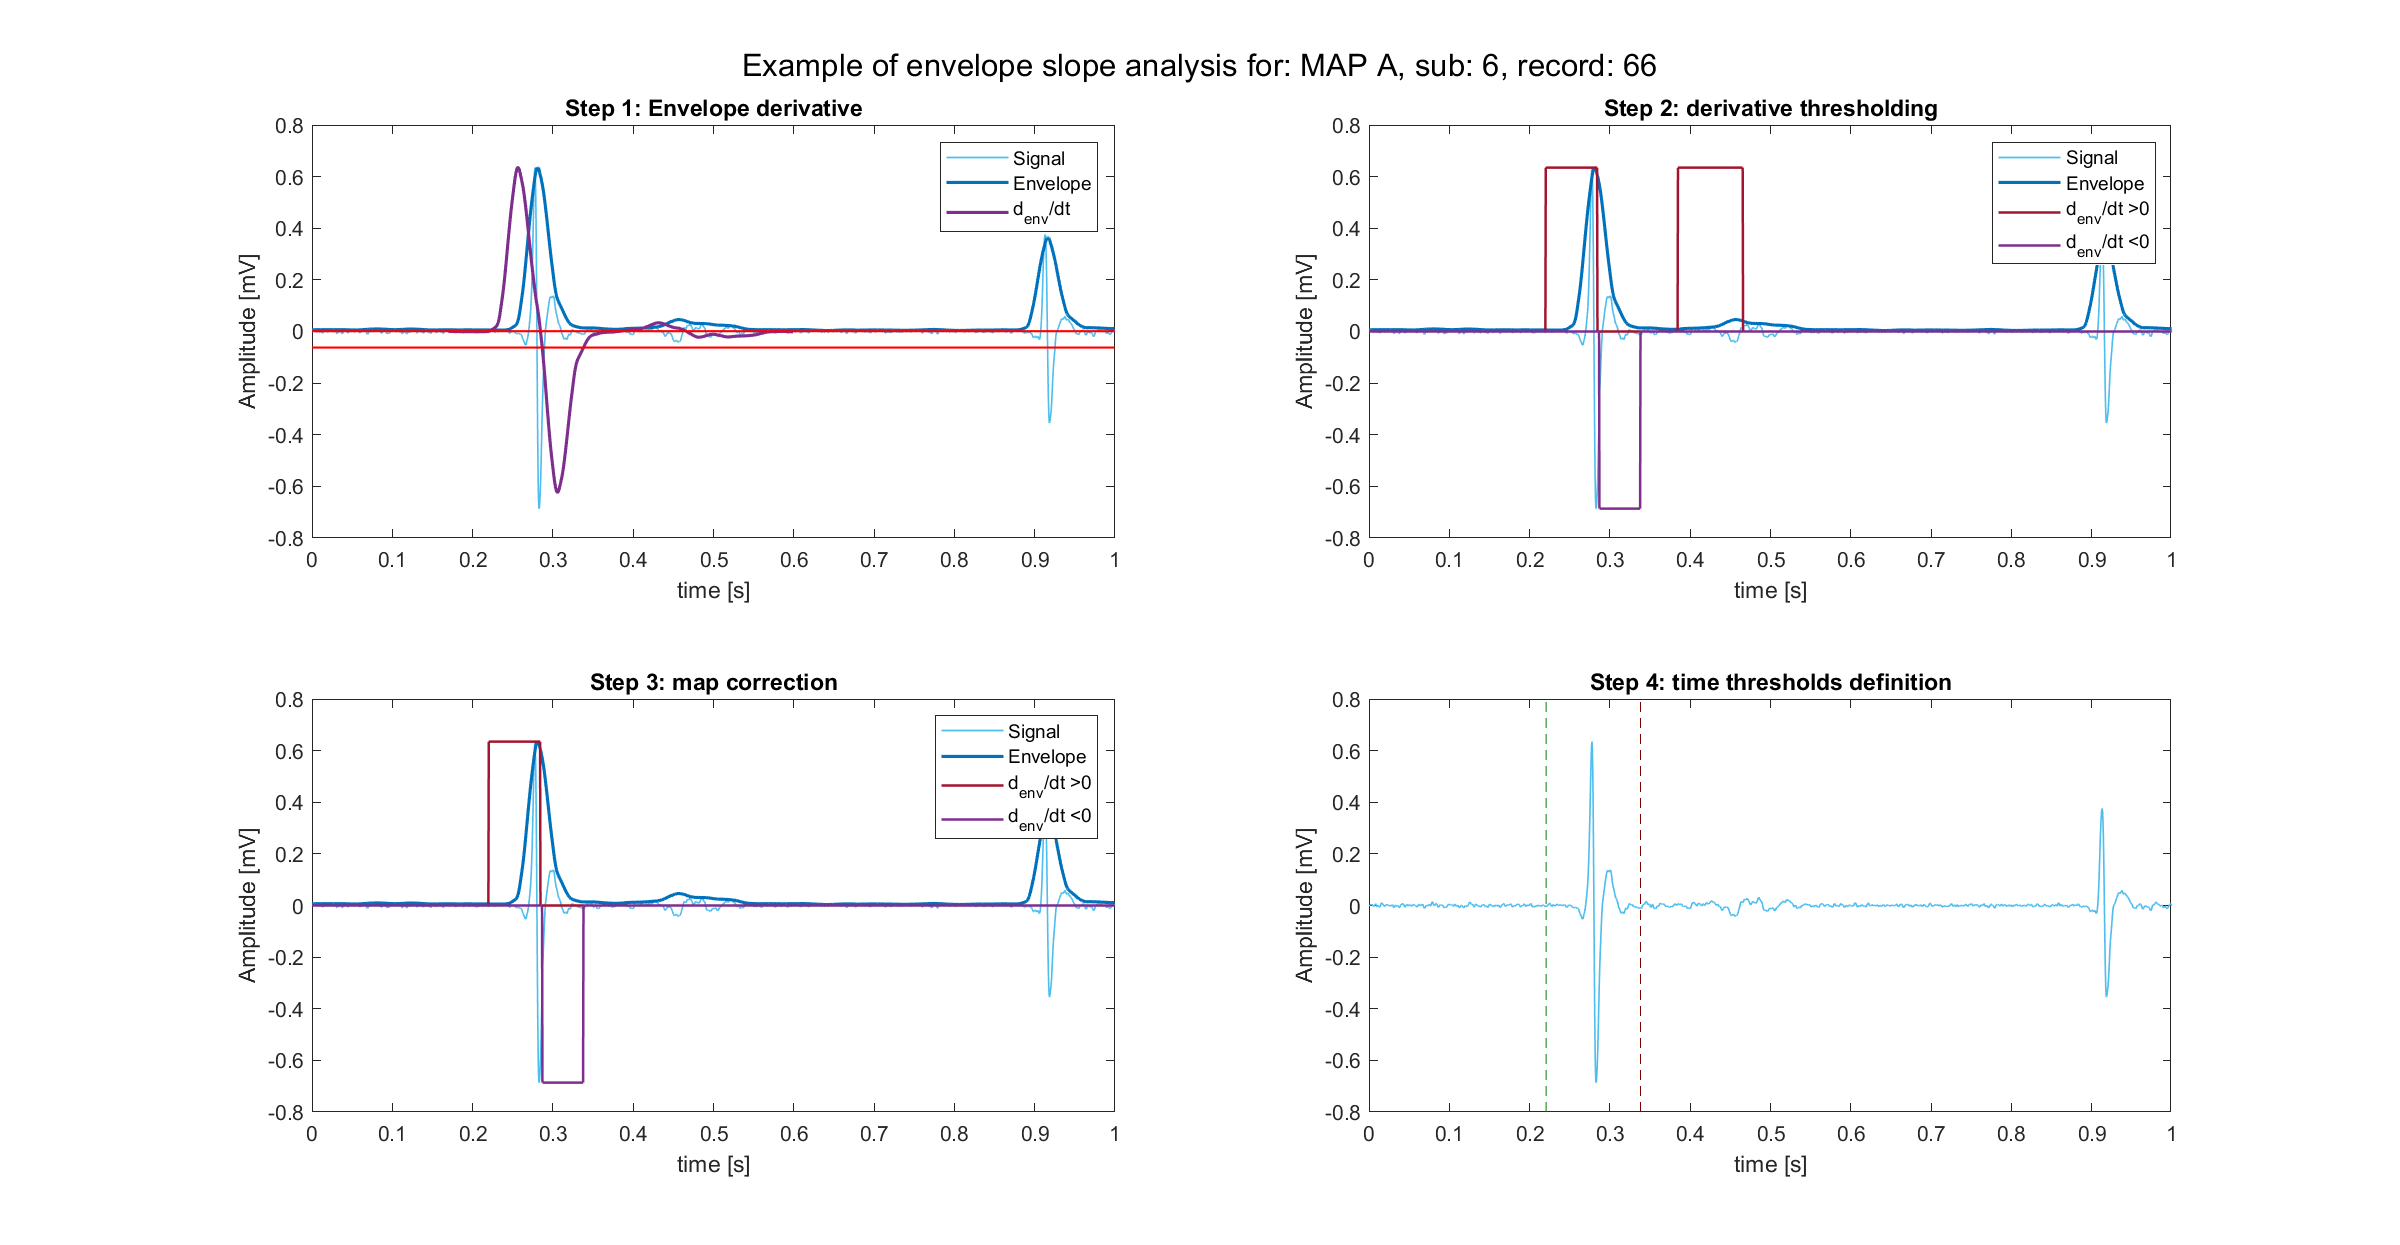 Example of envelope slope analysis for: MAP A, sub: 6, record: 66
Step 1: Envelope derivative
0.8
0.6
0.4
0.2
0
-0.2
-0.4
-0.6
-0.8
Amplitude [mV]
Signal
Envelope
d_env/dt
0 0.1 0.2 0.3 0.4 0.5 0.6 0.7 0.8 0.9 1
time [s]
Step 2: derivative thresholding
0.8
0.6
0.4
0.2
0
-0.2
-0.4
-0.6
-0.8
Amplitude [mV]
Signal
Envelope
d_env/dt >0
d_env/dt <0
0 0.1 0.2 0.3 0.4 0.5 0.6 0.7 0.8 0.9 1
time [s]
Step 3: map correction
0.8
0.6
0.4
0.2
0
-0.2
-0.4
-0.6
-0.8
Amplitude [mV]
Signal
Envelope
d_env/dt >0
d_env/dt <0
0 0.1 0.2 0.3 0.4 0.5 0.6 0.7 0.8 0.9 1
time [s]
Step 4: time thresholds definition
0.8
0.6
0.4
0.2
0
-0.2
-0.4
-0.6
-0.8
Amplitude [mV]
0 0.1 0.2 0.3 0.4 0.5 0.6 0.7 0.8 0.9 1
time [s]